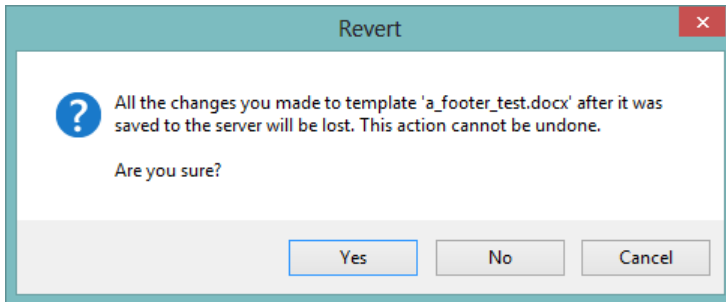 Revert
All the changes you made to template 'a_footer_test.docx' after it was
saved to the server will be lost. This action cannot be undone.
Are you sure?
Yes No Cancel